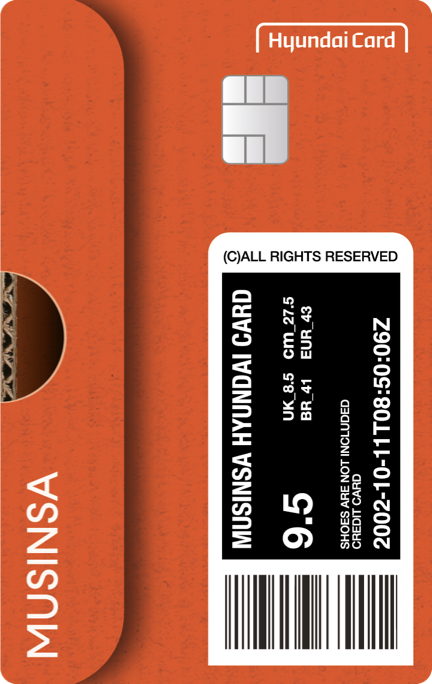 Hyundai Card
(C)ALL RIGHTS RESERVED
MUSINSA HYUNDAI CARD
9.5
UK_8.5 cm_27.5
BR_41 EUR_43
SHOES ARE NOT INCLUDED
CREDIT CARD
2002-10-11T08:50:06Z
MUSINSA